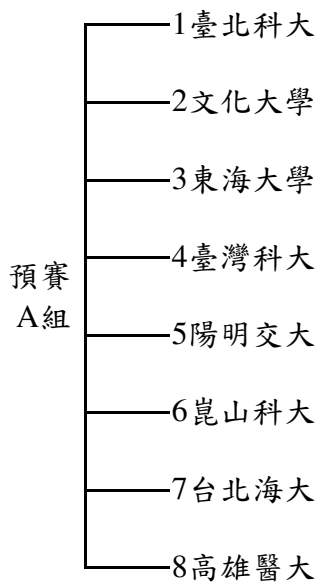 1臺北科大
2文化大學
3東海大學
4臺灣科大
預賽
A組
5陽明交大
6崑山科大
7台北海大
8高雄醫大